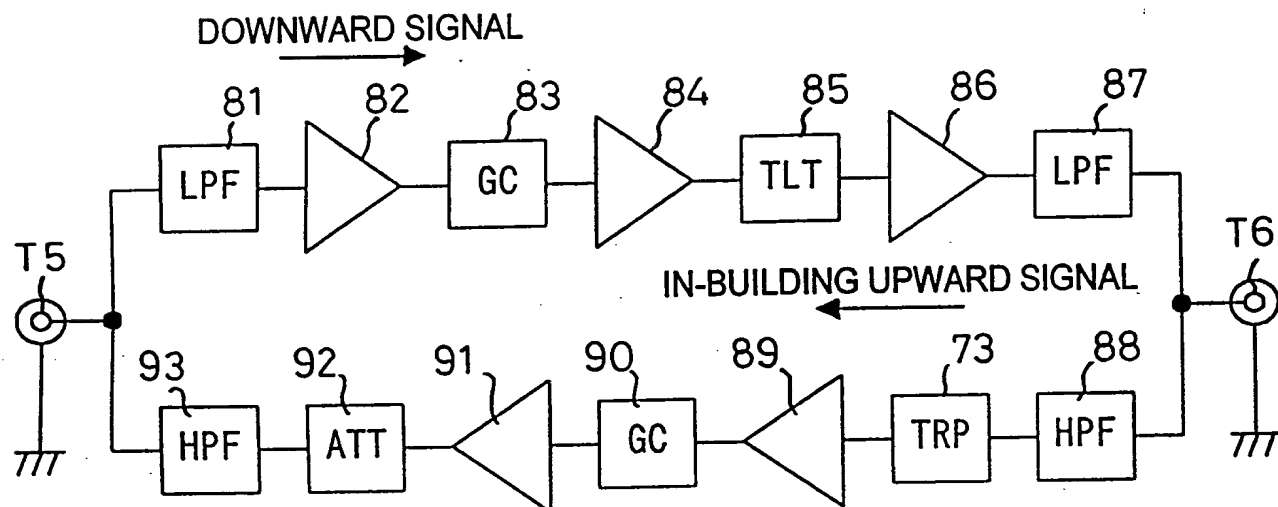 DOWNWARD SIGNAL
81 82 83 84 85 86 87
LPF GC TLT LPF
T5 T6
IN-BUILDING UPWARD SIGNAL
93 92 91 90 89 73 88
HPF ATT GC TRP HPF